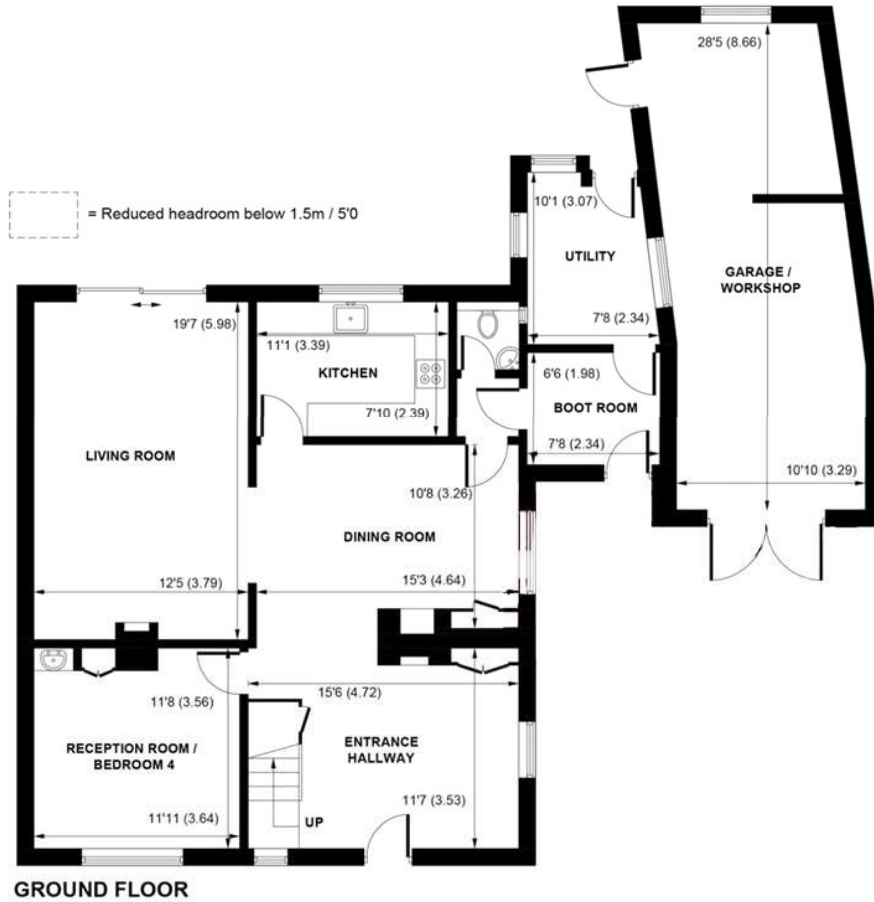 28'5 (8.66)
10'1 (3.07)
= Reduced headroom below 1.5m / 5'0
UTILITY
GARAGE /
WORKSHOP
19'7 (5.98)
11'1 (3.39)
7'8 (2.34)
KITCHEN
6'6 (1.98)
BOOT ROOM
7'10 (2.39)
7'8 (2.34)
LIVING ROOM
10'10 (3.29)
10'8 (3.26)
DINING ROOM
12'5 (3.79)
15'3 (4.64)
11'8 (3.56)
15'6 (4.72)
RECEPTION ROOM /
BEDROOM 4
ENTRANCE
HALLWAY
11'11 (3.64)
UP
11'7 (3.53)
GROUND FLOOR